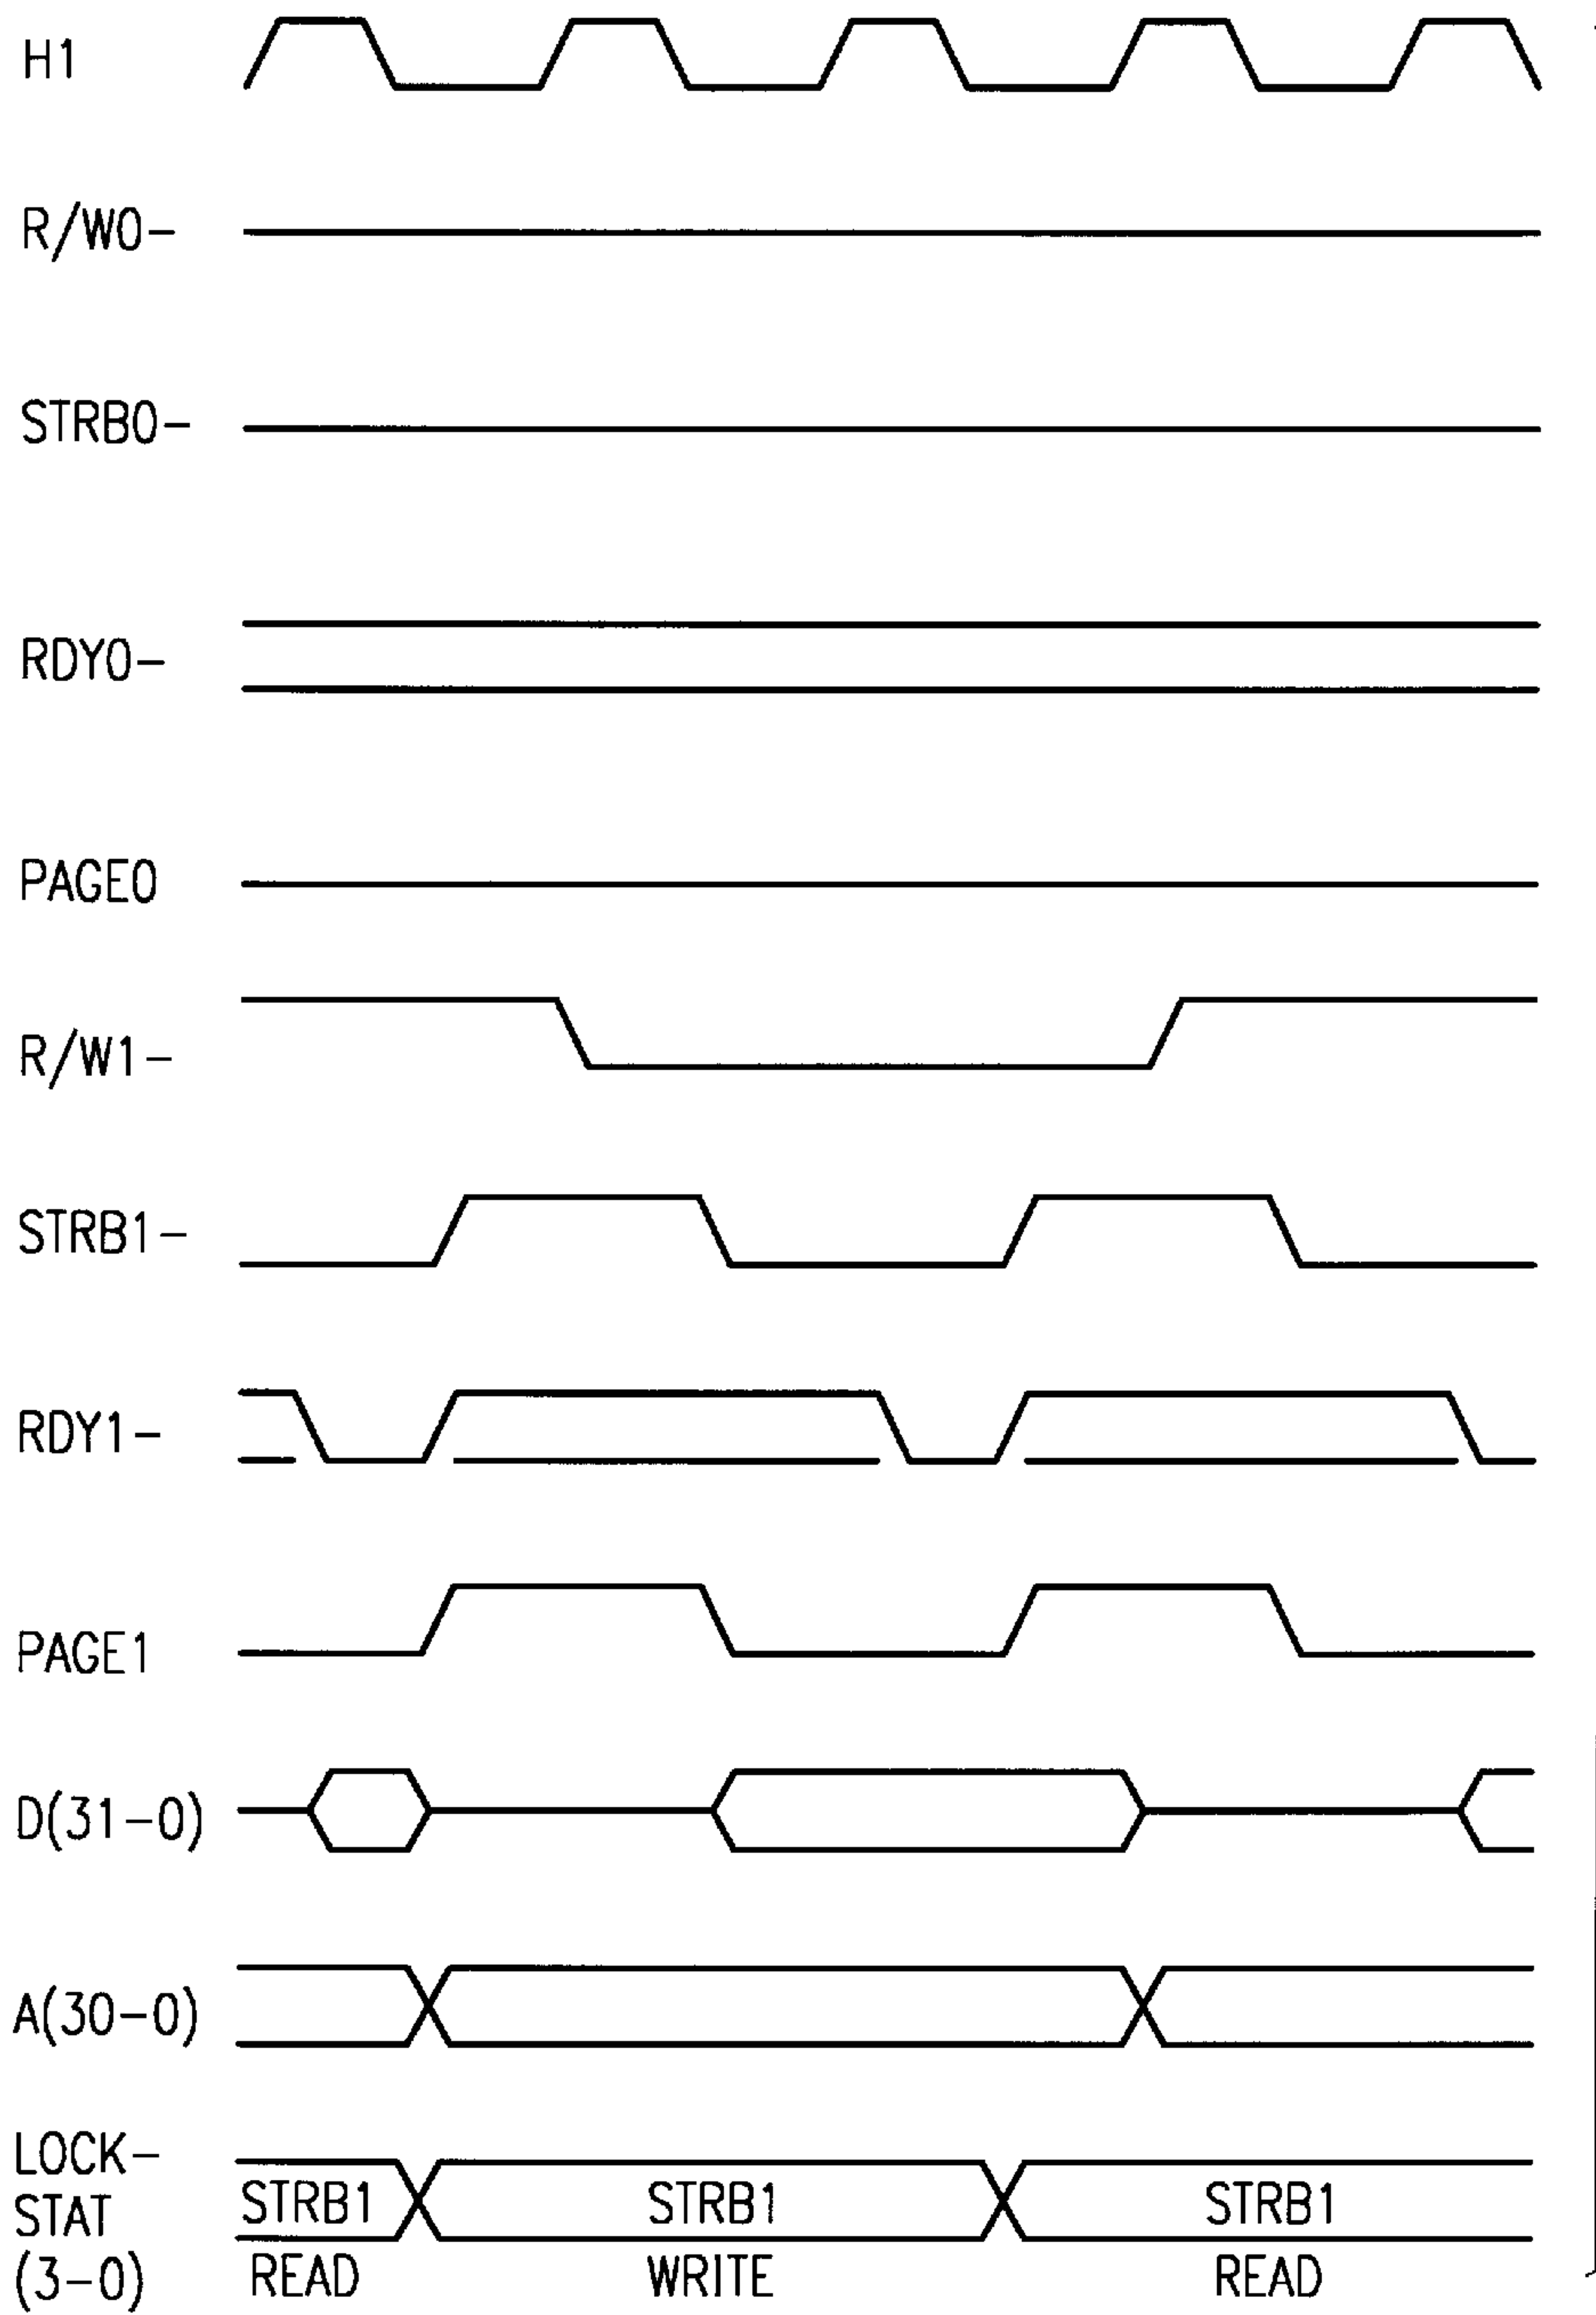 H1
R/W0-
STRB0-
RDY0-
PAGE0
R/W1-
STRB1-
RDY1-
PAGE1
D(31-0)
A(30-0)
LOCK-
STAT
(3-0)
STRB1 STRB1 STRB1
READ WRITE READ